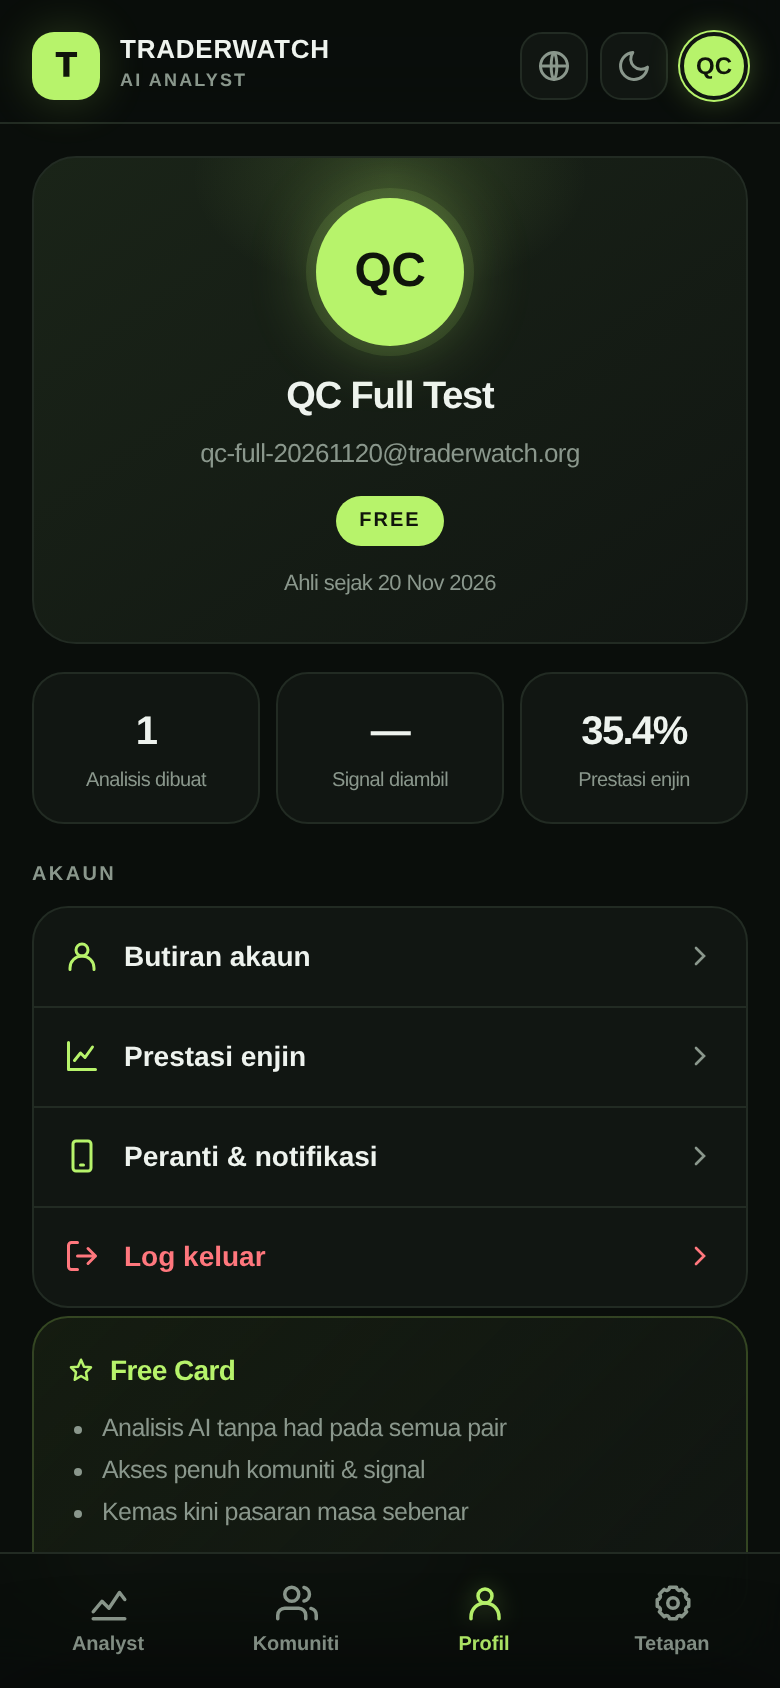 T
TRADERWATCH
AI ANALYST
QC
QC
QC Full Test
qc-full-20261120@traderwatch.org
FREE
Ahli sejak 20 Nov 2026
1
Analisis dibuat
—
Signal diambil
35.4%
Prestasi enjin
AKAUN
Butiran akaun
Prestasi enjin
Peranti & notifikasi
Log keluar
Free Card
• Analisis AI tanpa had pada semua pair
• Akses penuh komuniti & signal
• Kemas kini pasaran masa sebenar
Analyst
Komuniti
Profil
Tetapan